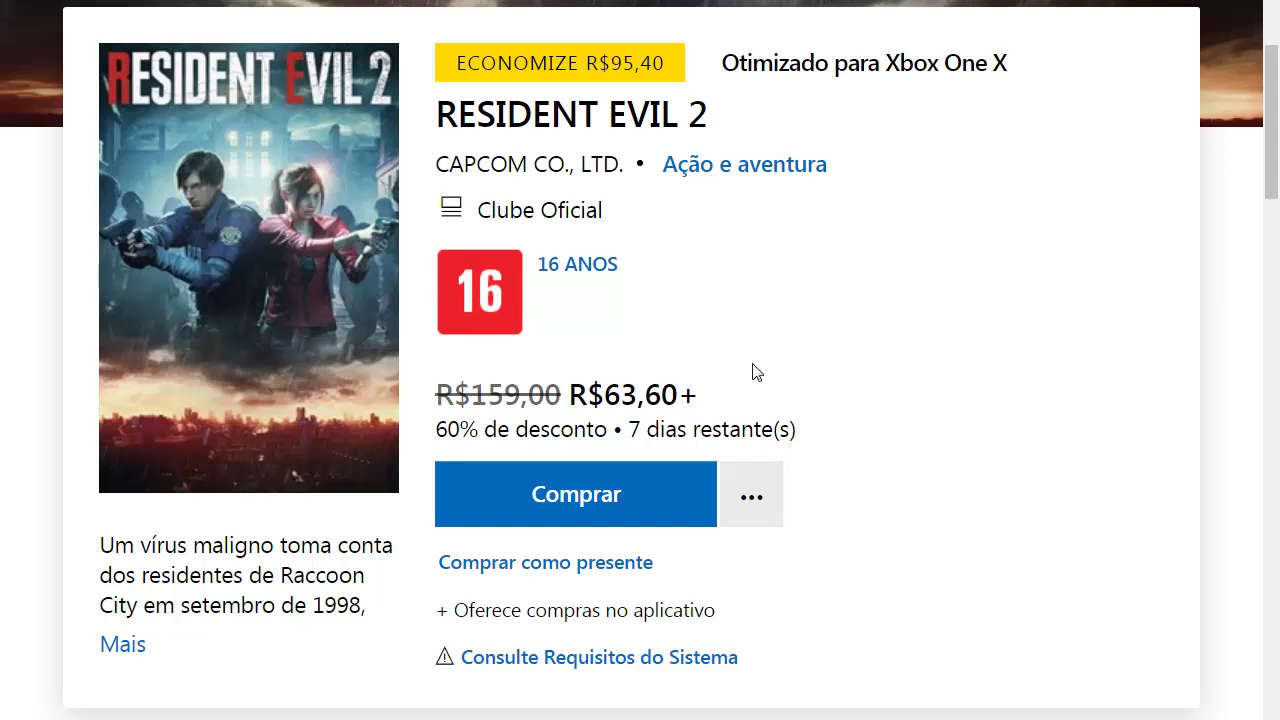 RESIDENT EVIL 2
ECONOMIZE R$95,40
Otimizado para Xbox One X
RESIDENT EVIL 2
CAPCOM CO., LTD. • Ação e aventura
Clube Oficial
16
16 ANOS
R$159,00 R$63,60+
60% de desconto • 7 dias restante(s)
Comprar
...
Comprar como presente
+ Oferece compras no aplicativo
Consulte Requisitos do Sistema
Um vírus maligno toma conta
dos residentes de Raccoon
City em setembro de 1998,
Mais